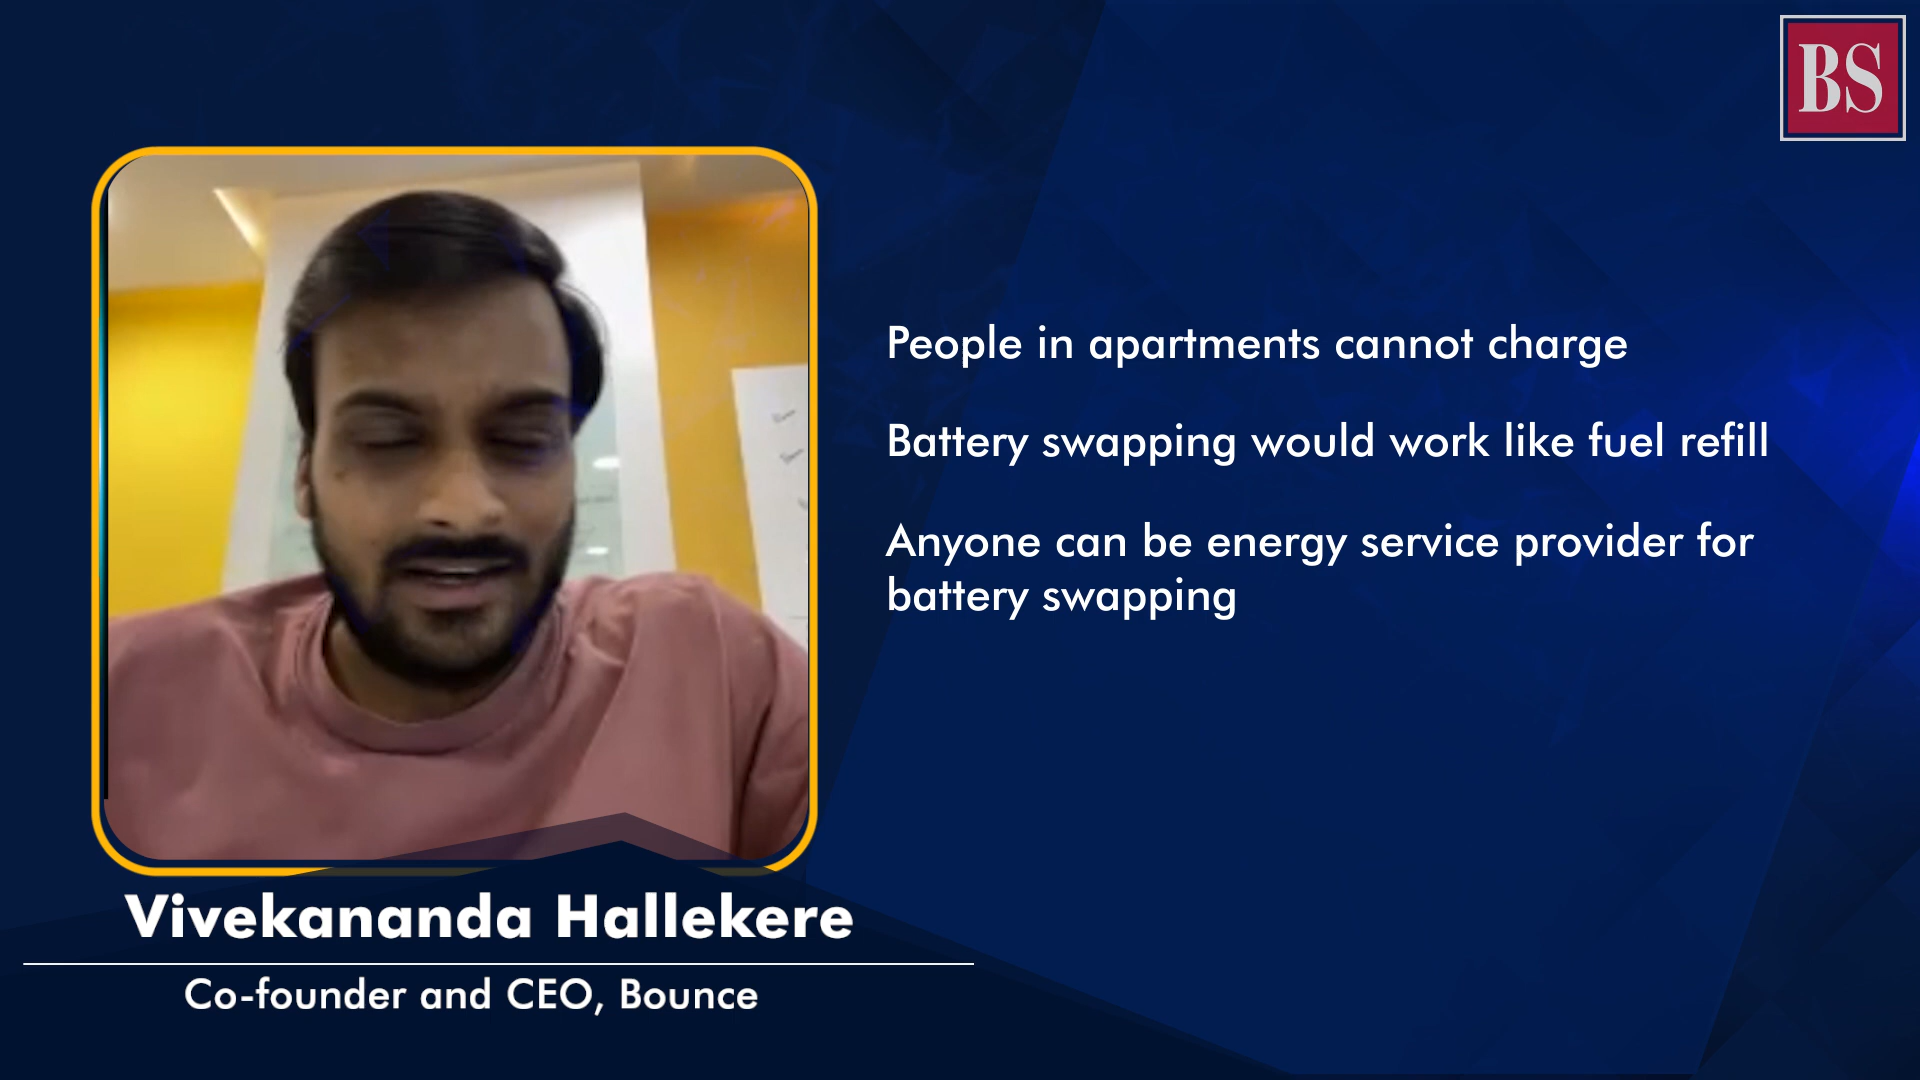 BS
People in apartments cannot charge
Battery swapping would work like fuel refill
Anyone can be energy service provider for
battery swapping
Vivekananda Hallekere
Co-founder and CEO, Bounce